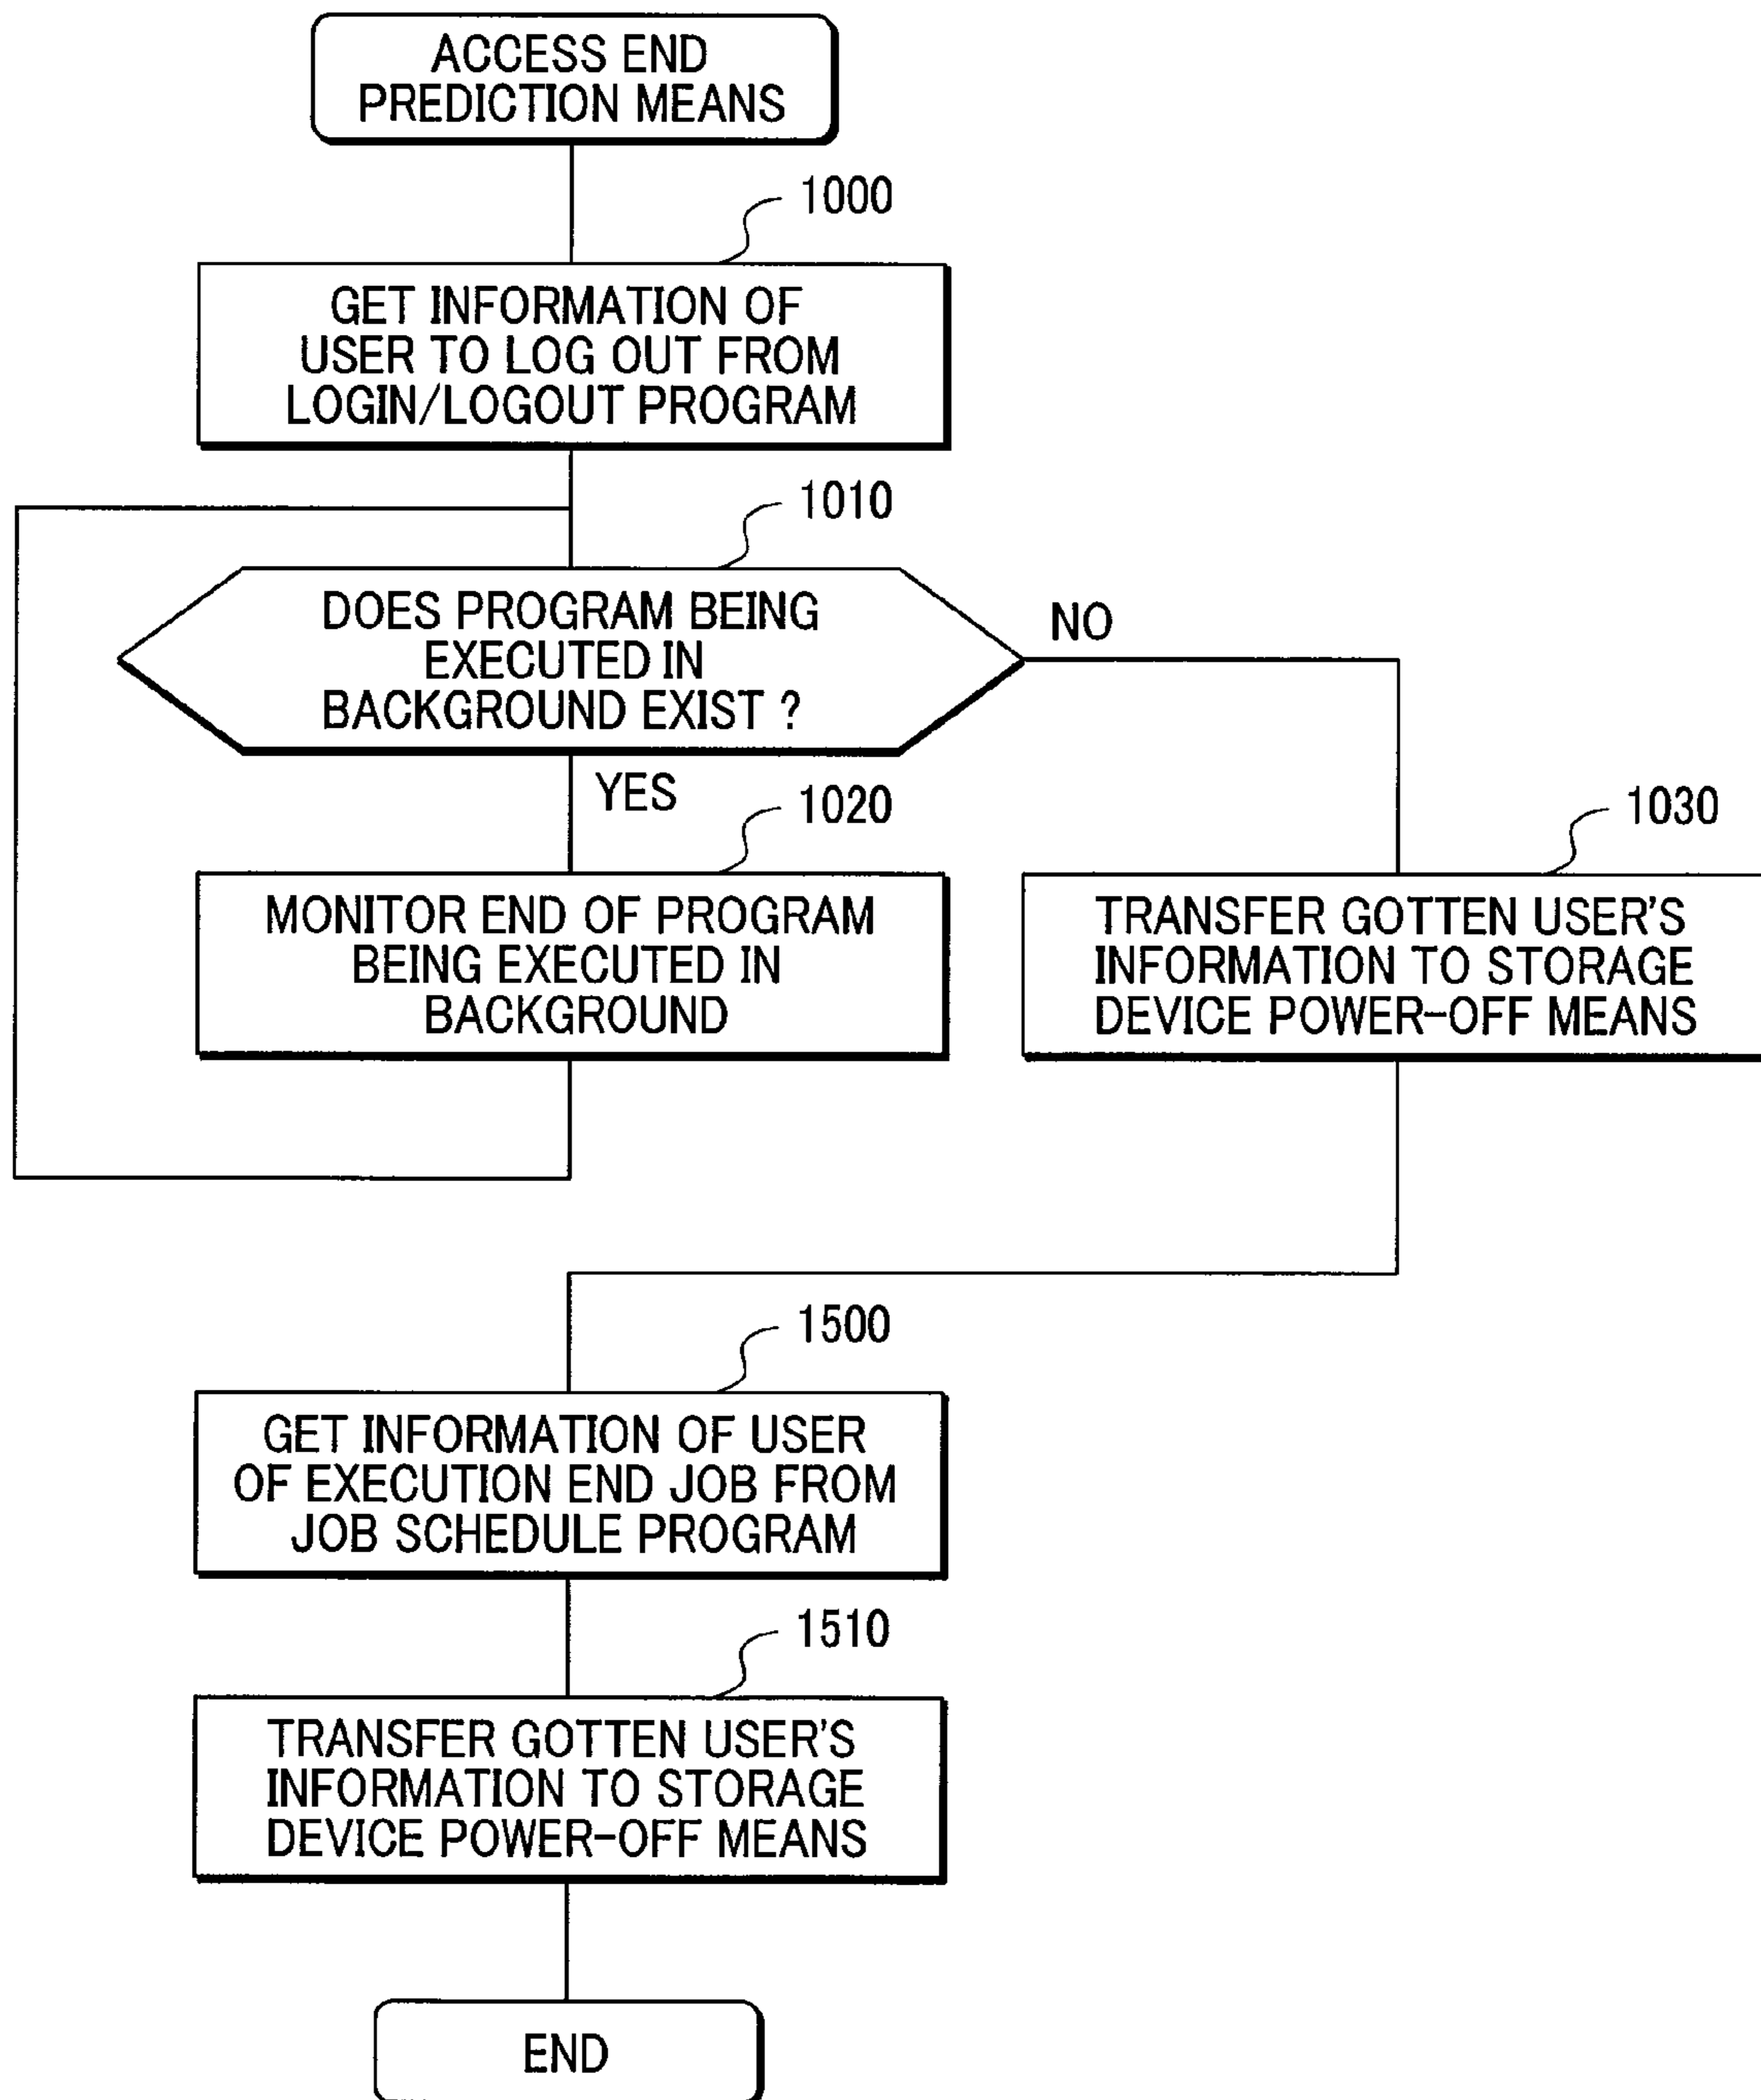 ACCESS END
PREDICTION MEANS
1000
GET INFORMATION OF
USER TO LOG OUT FROM
LOGIN/LOGOUT PROGRAM
1010
DOES PROGRAM BEING
EXECUTED IN
BACKGROUND EXIST ?
NO
YES
1020
MONITOR END OF PROGRAM
BEING EXECUTED IN
BACKGROUND
1030
TRANSFER GOTTEN USER'S
INFORMATION TO STORAGE
DEVICE POWER-OFF MEANS
1500
GET INFORMATION OF USER
OF EXECUTION END JOB FROM
JOB SCHEDULE PROGRAM
1510
TRANSFER GOTTEN USER'S
INFORMATION TO STORAGE
DEVICE POWER-OFF MEANS
END